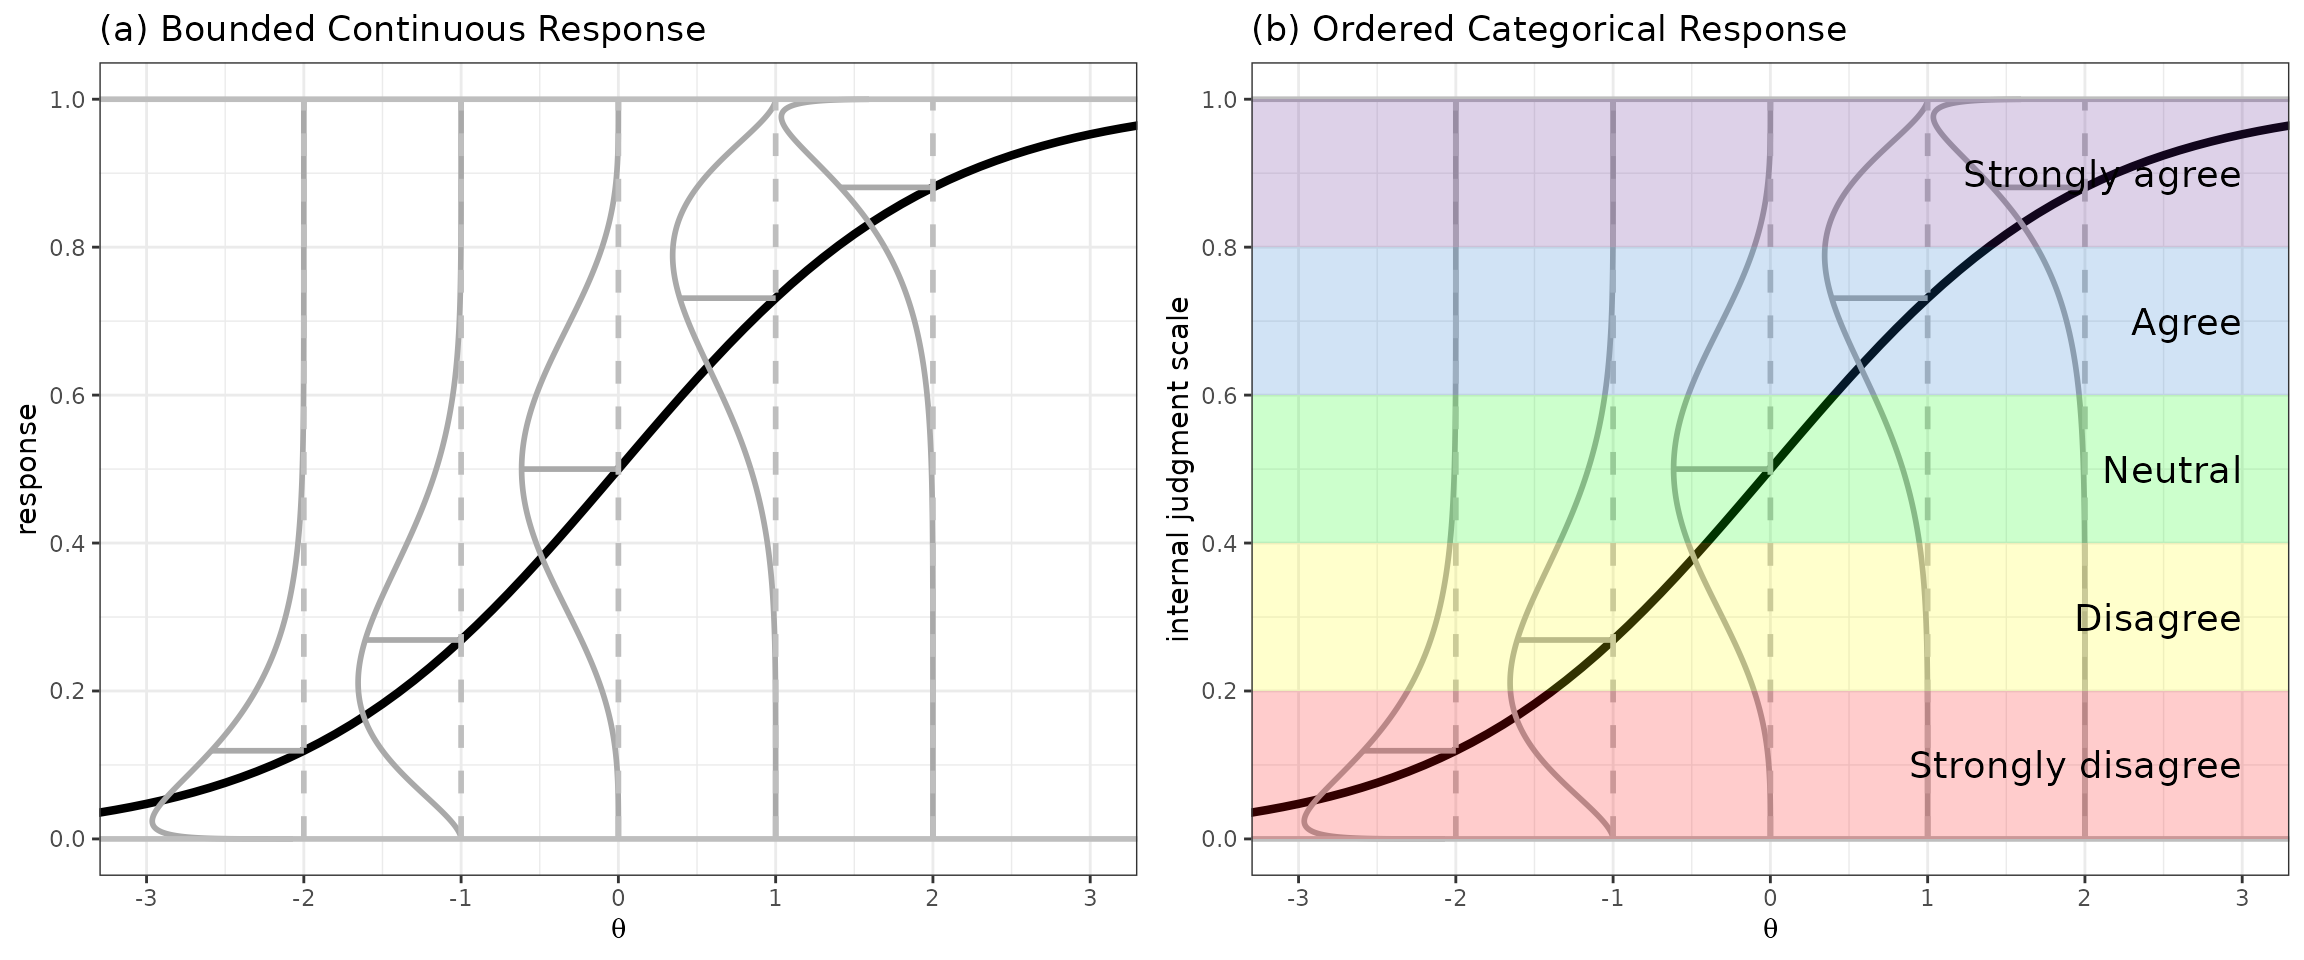 (a) Bounded Continuous Response
response
1.0
0.8
0.6
0.4
0.2
0.0
-3 -2 -1 0 1 2 3
θ
(b) Ordered Categorical Response
internal judgment scale
1.0
0.8
0.6
0.4
0.2
0.0
Strongly agree
Agree
Neutral
Disagree
Strongly disagree
-3 -2 -1 0 1 2 3
θ